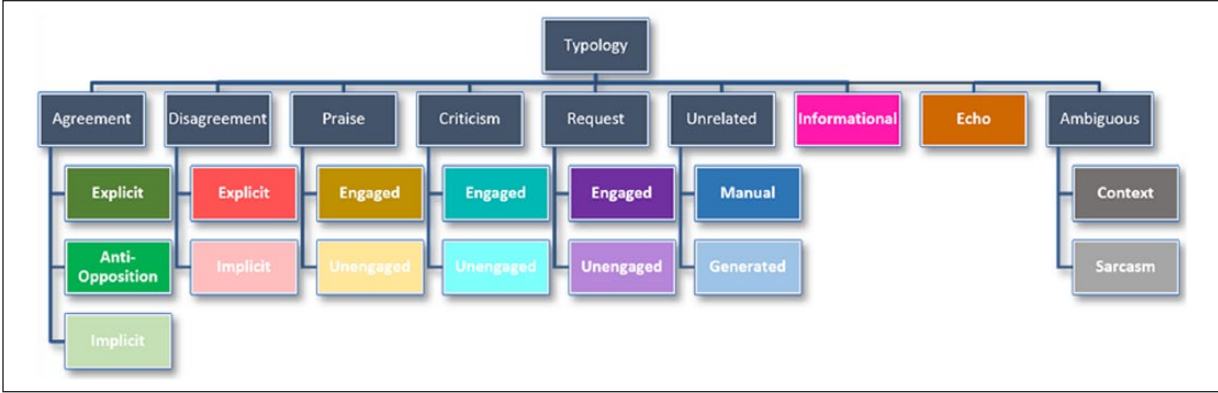 Typology
Agreement
Disagreement
Praise
Criticism
Request
Unrelated
Informational
Echo
Ambiguous
Explicit
Explicit
Engaged
Engaged
Engaged
Manual
Context
Anti-
Opposition
Implicit
Unengaged
Unengaged
Unengaged
Generated
Sarcasm
Implicit